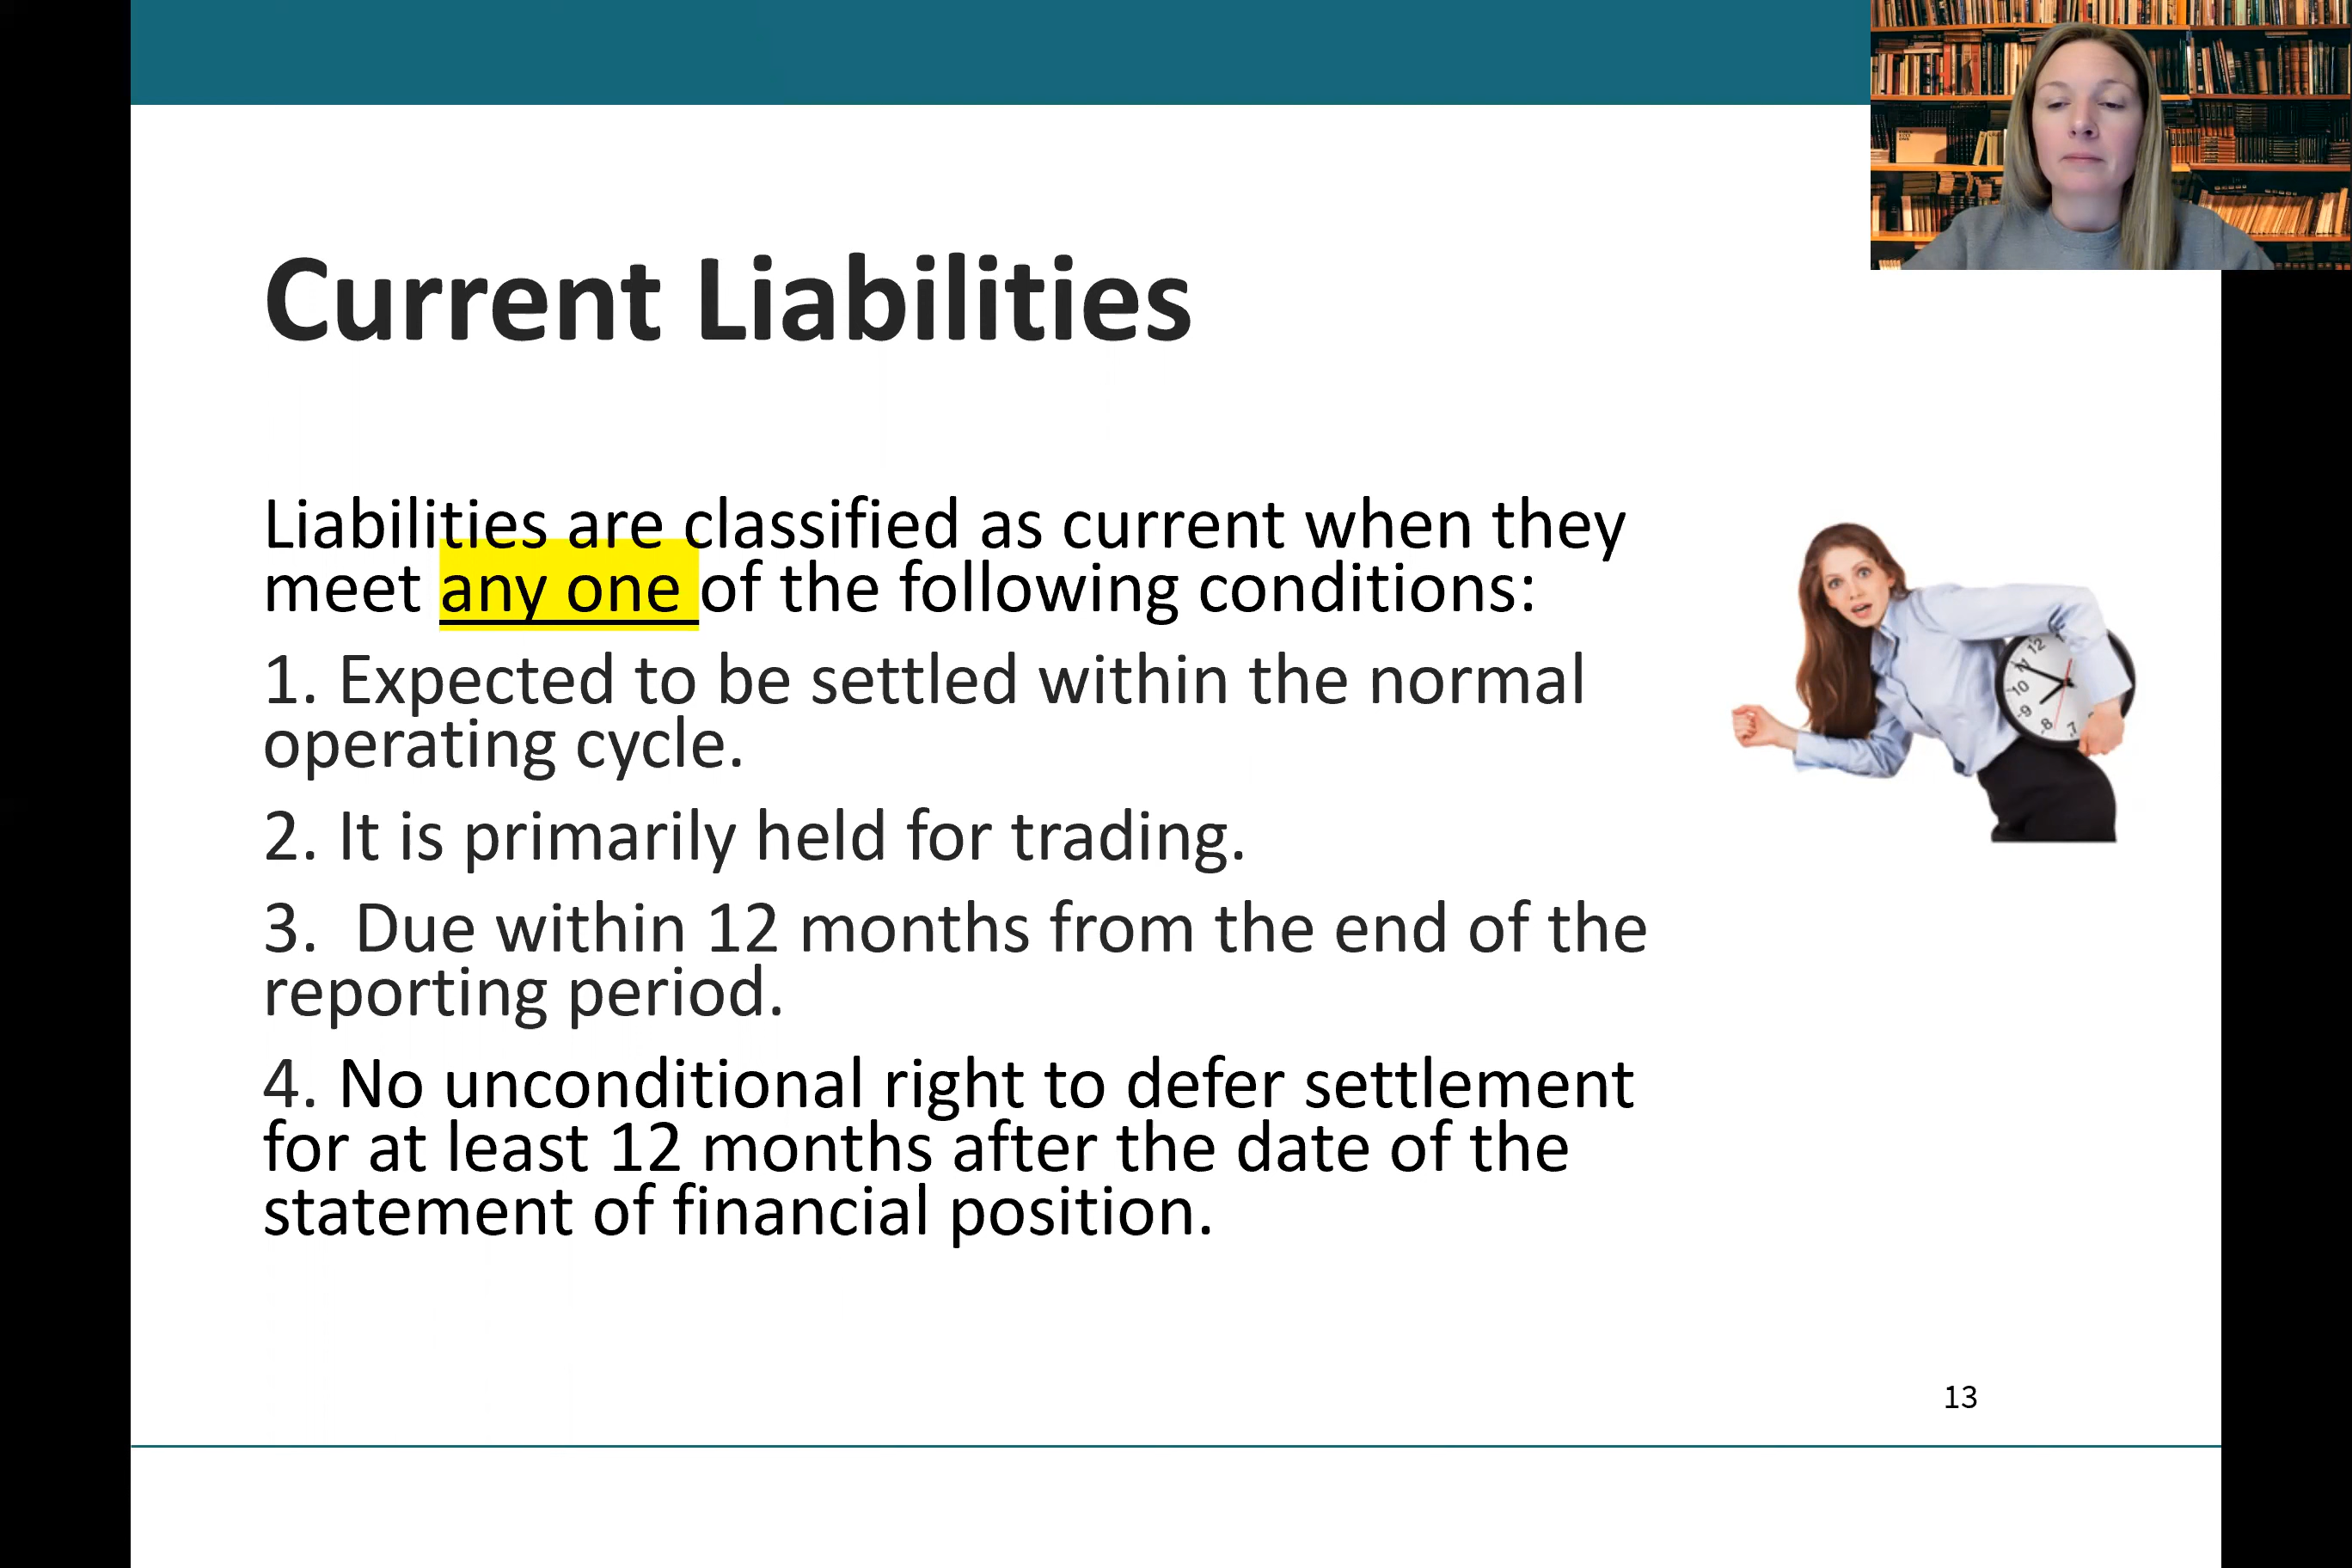 Current Liabilities
Liabilities are classified as current when they
meet any one of the following conditions:
1. Expected to be settled within the normal
operating cycle.
2. It is primarily held for trading.
3.  Due within 12 months from the end of the
reporting period.
4. No unconditional right to defer settlement
for at least 12 months after the date of the
statement of financial position.
13